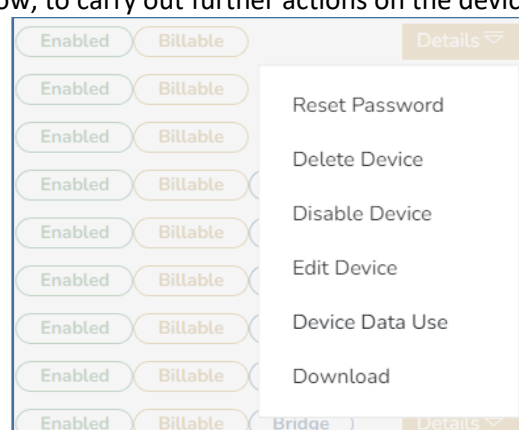 ow, to carry out further actions on the devic
Enabled Billable Details
Enabled Billable
Reset Password
Enabled Billable
Delete Device
Enabled Billable
Disable Device
Enabled Billable
Edit Device
Enabled Billable
Device Data Use
Enabled Billable
Download
Enabled Billable
Enabled Billable Bridge Details